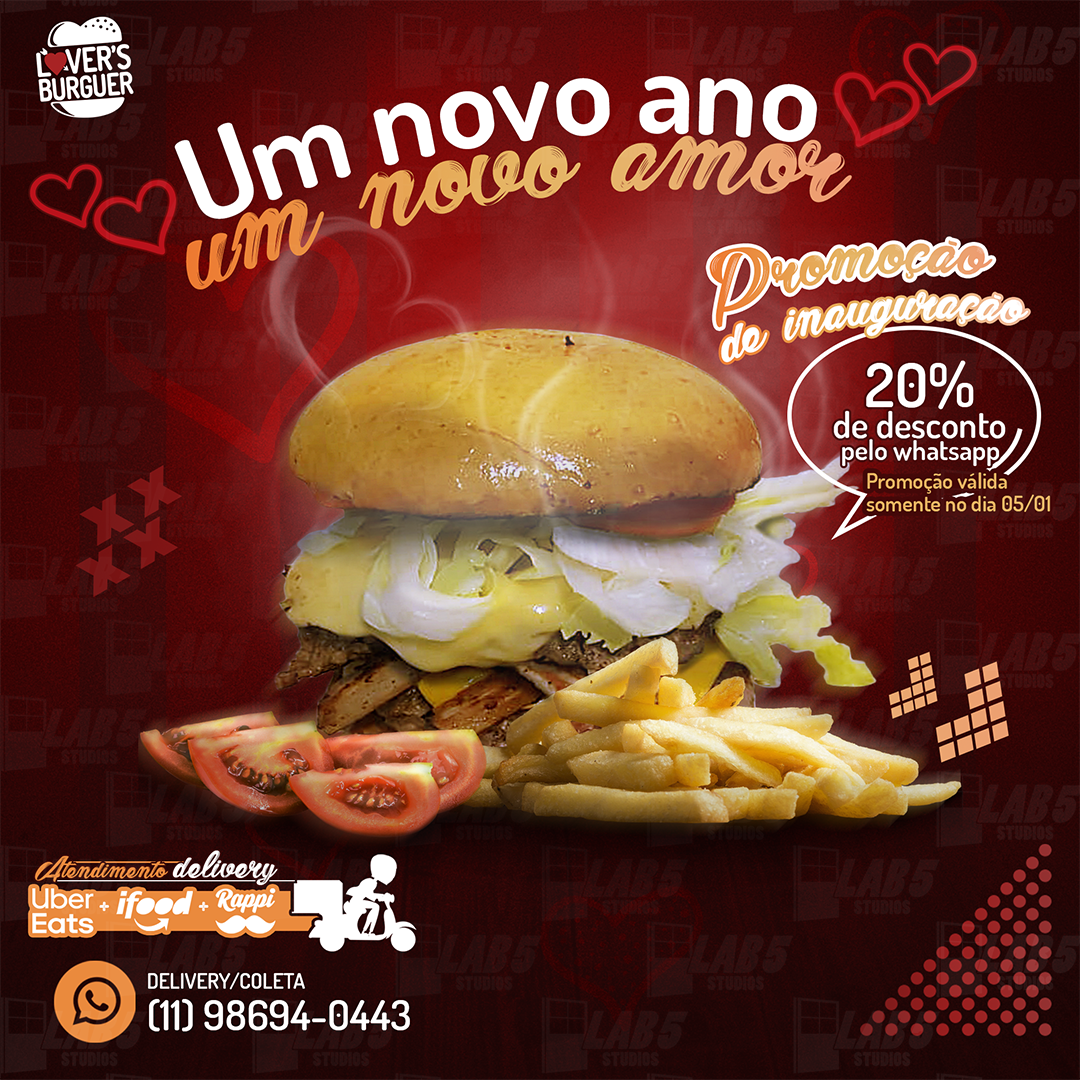 L♥VER'S
BURGUER
Um novo ano
um novo amor
Promoção
de inauguração
20%
de desconto
pelo whatsapp
Promoção válida
somente no dia 05/01
Atendimento delivery
Uber Eats + ifood + Rappi
DELIVERY/COLETA
(11) 98694-0443
LAB5
STUDIOS